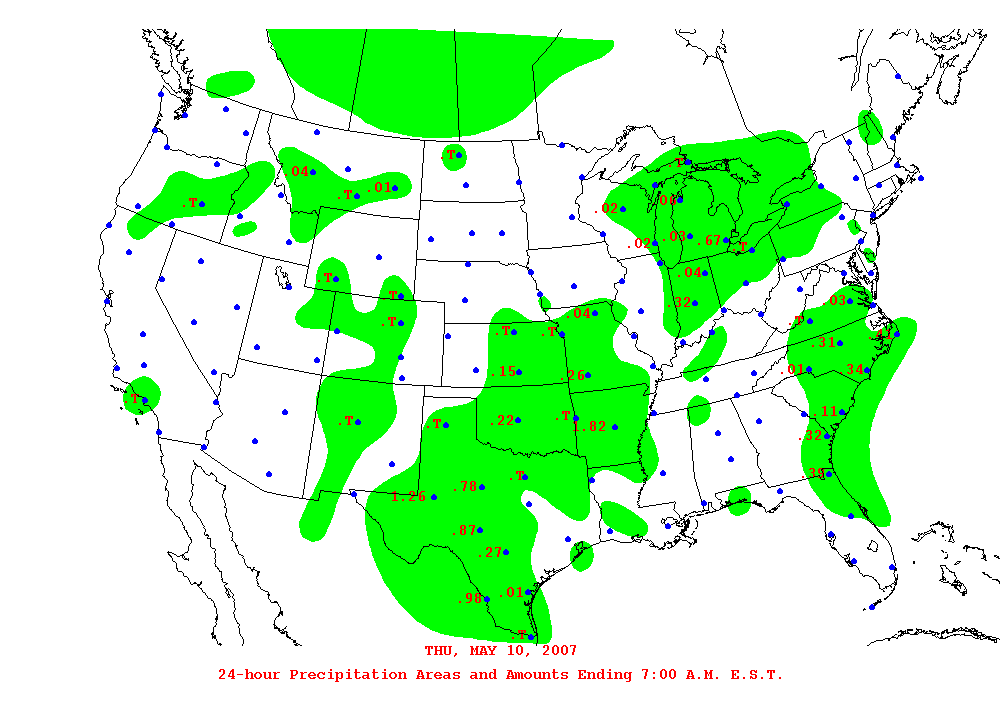 .T
.04
.T .01
.T
.T .06
.02
.02 .03 .67 .T
.T
.04
.T
.32
.03
.04
.T
.T
.T .T
.31
.11
.15
.26
.01 .34
.T
.22
.T
.T
1.82
.11
.32
.T
.78
1.26
.39
.87
.27
.98 .01
.T
THU, MAY 10, 2007
24-hour Precipitation Areas and Amounts Ending 7:00 A.M. E.S.T.